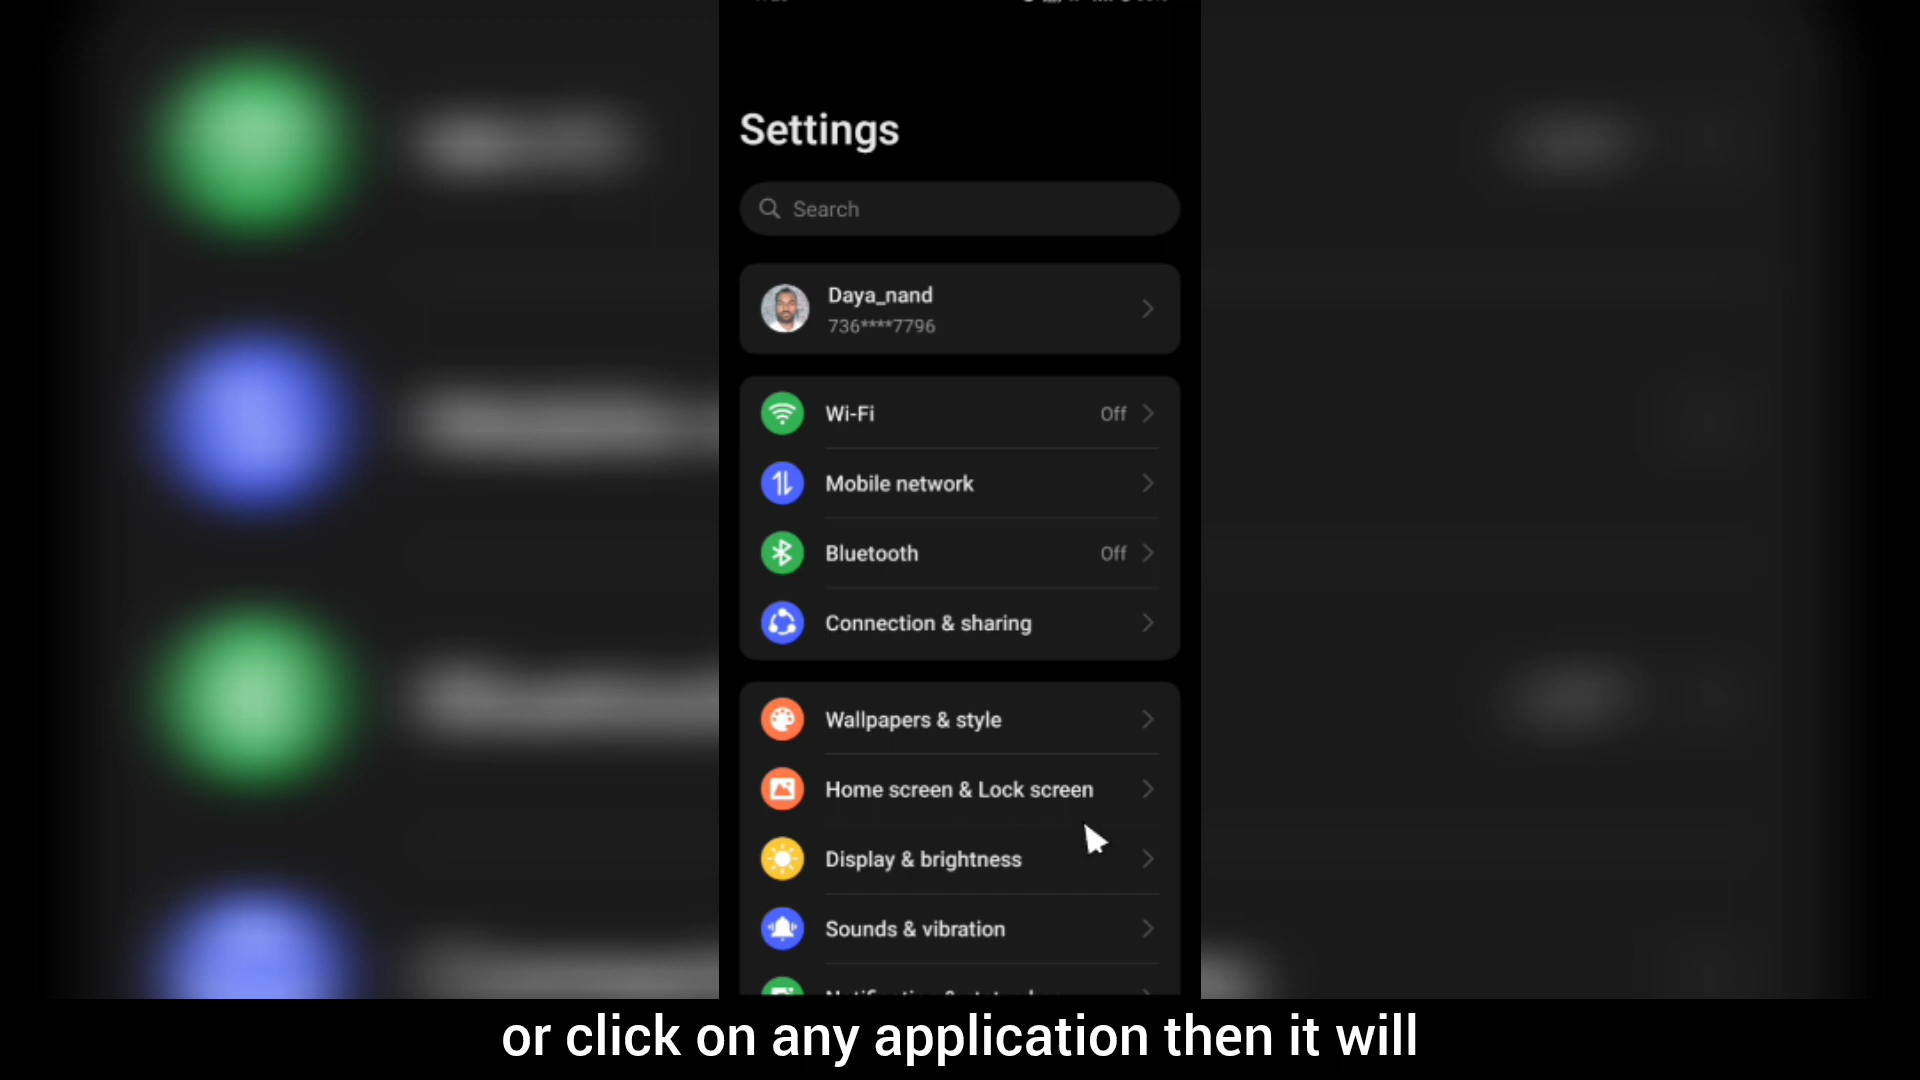 Settings
Search
Daya_nand
736****7796
Wi-Fi Off
Mobile network
Bluetooth Off
Connection & sharing
Wallpapers & style
Home screen & Lock screen
Display & brightness
Sounds & vibration
or click on any application then it will